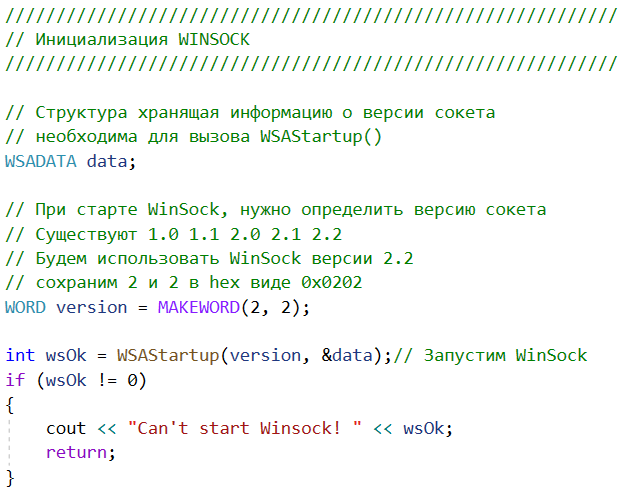 ////////////////////////////////////////////////////////////
// Инициализация WINSOCK
////////////////////////////////////////////////////////////
// Структура хранящая информацию о версии сокета
// необходима для вызова WSAStartup()
WSADATA data;
// При старте WinSock, нужно определить версию сокета
// Существуют 1.0 1.1 2.0 2.1 2.2
// Будем использовать WinSock версии 2.2
// сохраним 2 и 2 в hex виде 0x0202
WORD version = MAKEWORD(2, 2);
int wsOk = WSAStartup(version, &data);// Запустим WinSock
if (wsOk != 0)
{
    cout << "Can't start Winsock! " << wsOk;
    return;
}